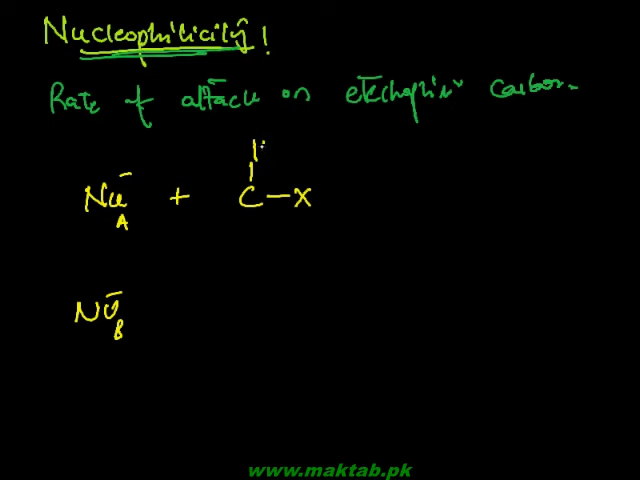 Nucleophilicity!
Rate of attack on electrophilic carbon-
Nu⁻A + C-X
Nu⁻B
www.maktab.pk